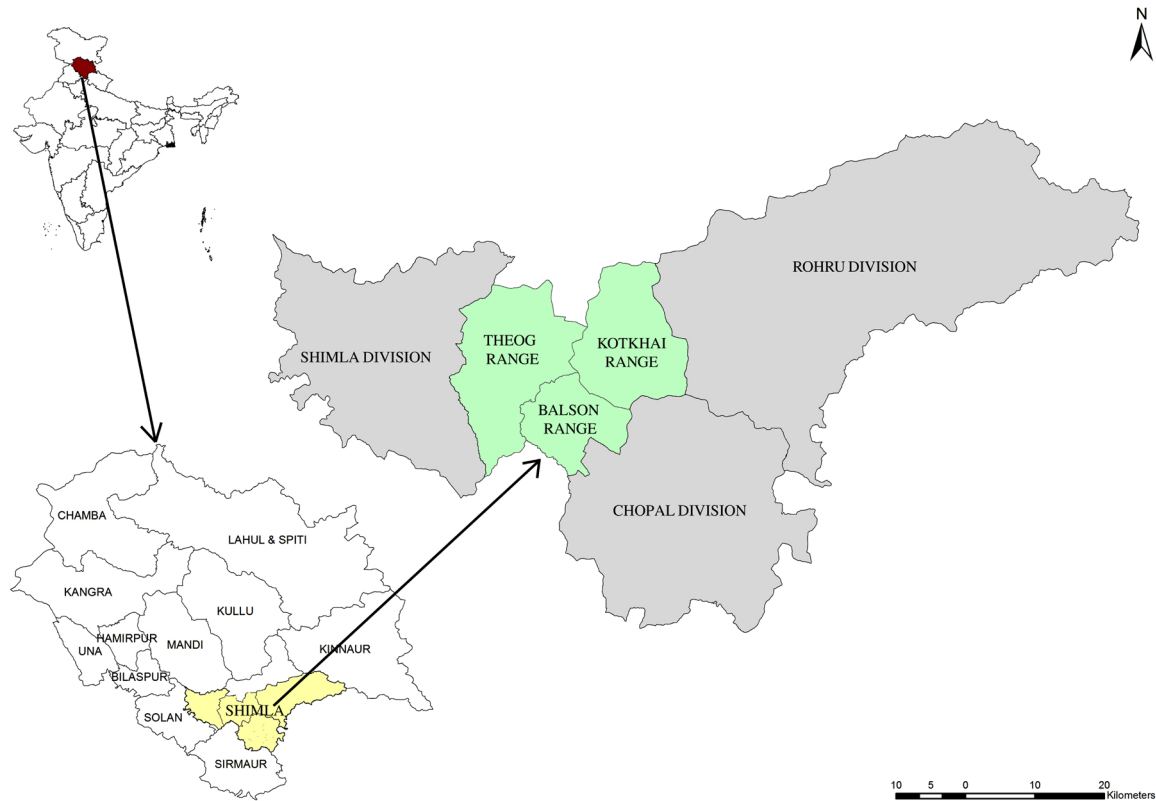 N
ROHRU DIVISION
SHIMLA DIVISION
THEOG
RANGE
KOTKHAI
RANGE
BALSON
RANGE
CHOPAL DIVISION
CHAMBA
LAHUL & SPITI
KANGRA
KULLU
HAMIRPUR
UNA
MANDI
KINNAUR
BILASPUR
SOLAN
SHIMLA
SIRMAUR
10 5 0 10 20
Kilometers